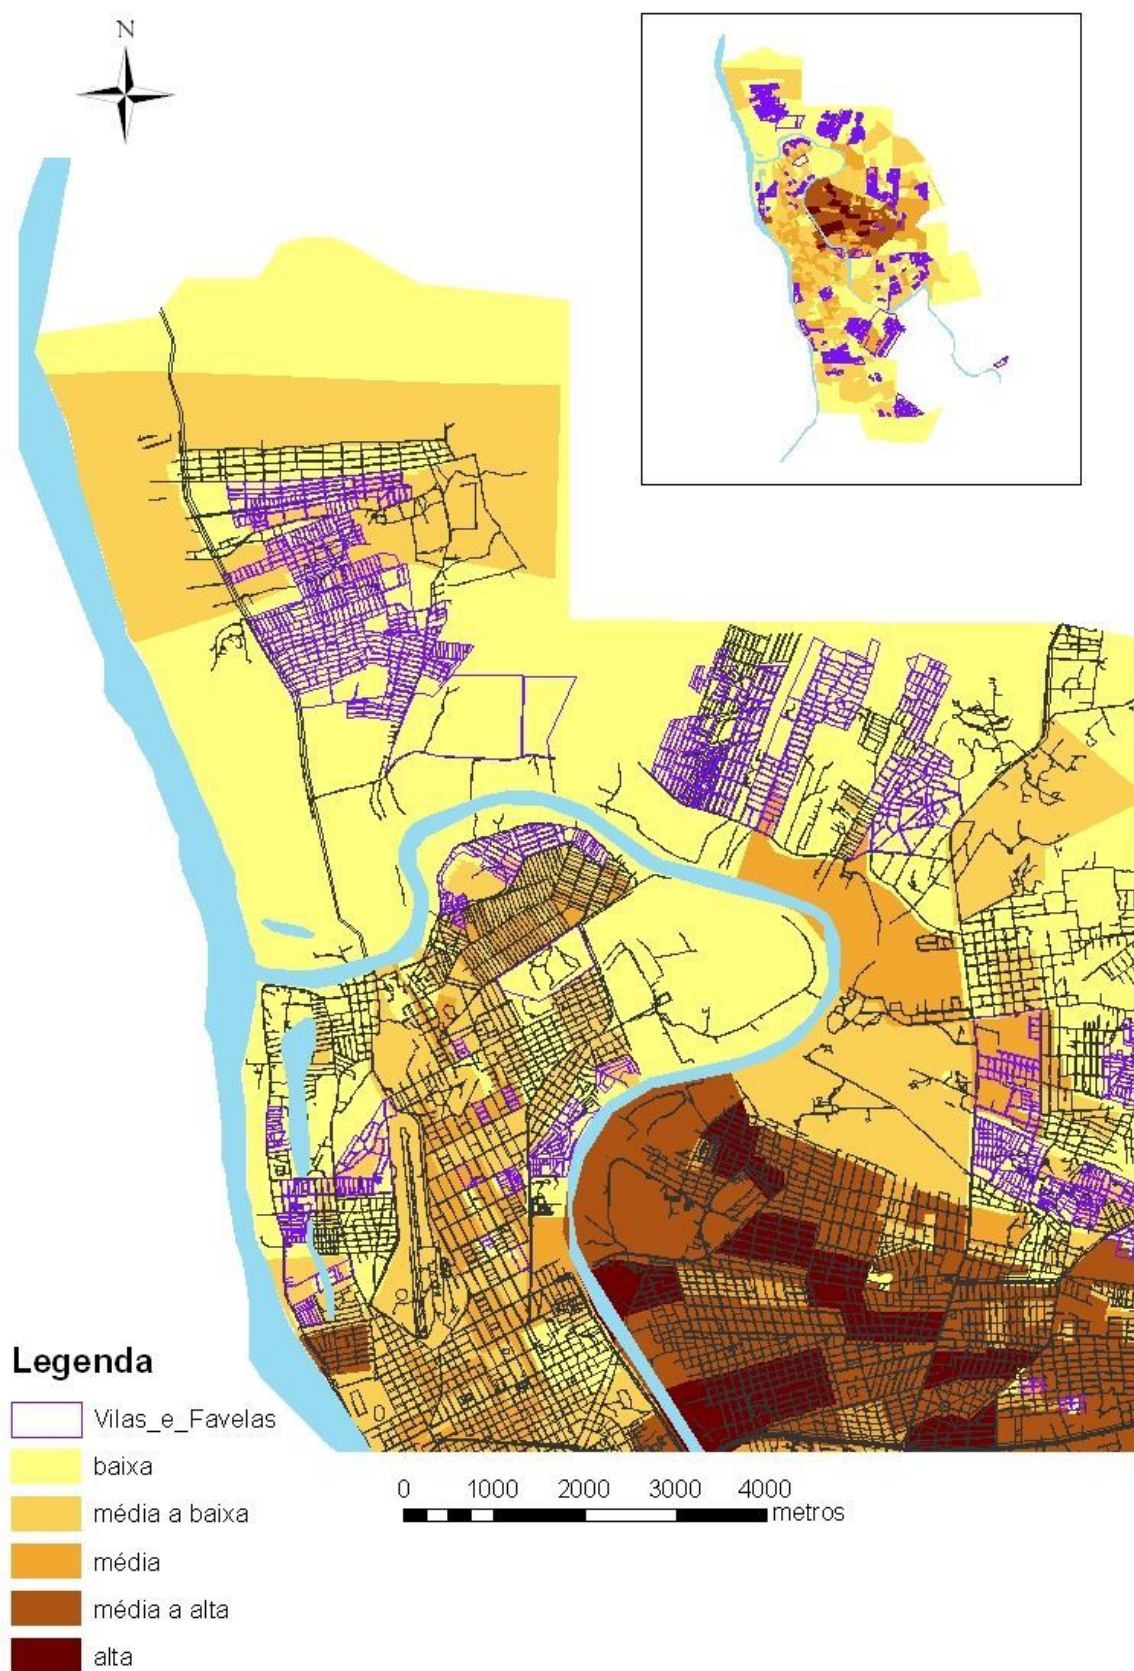 N
Legenda
Vilas_e_Favelas
baixa
média a baixa
média
média a alta
alta
0 1000 2000 3000 4000
metros